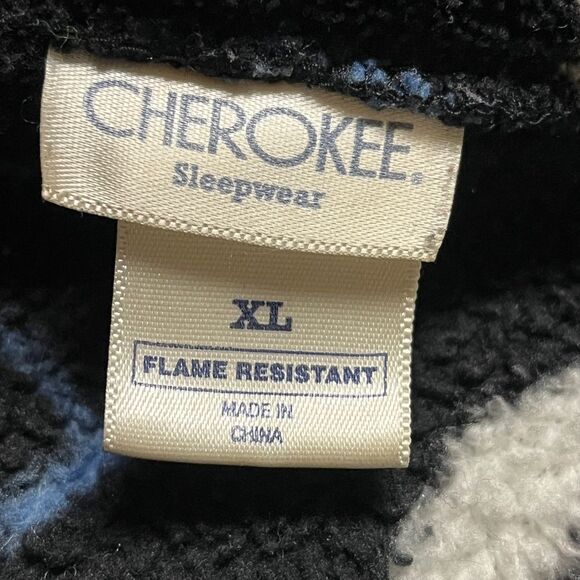 CHEROKEE®
Sleepwear
XL
FLAME RESISTANT
MADE IN
CHINA